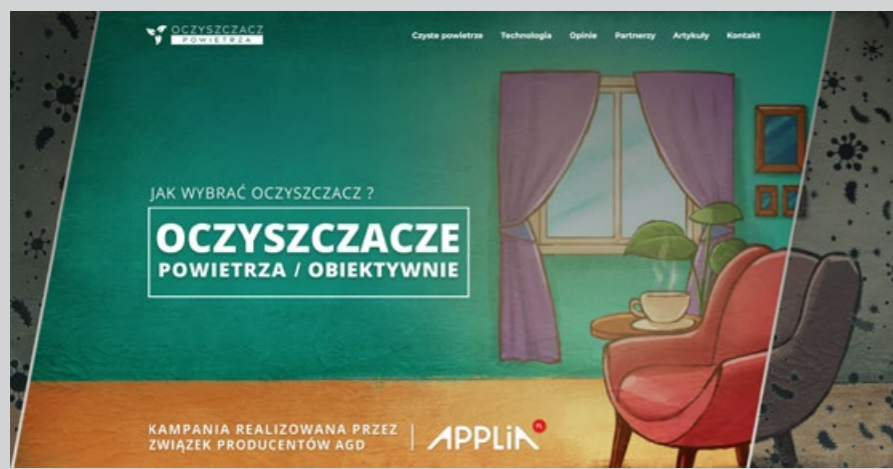 OCZYSZCZACZ
POWIETRZA
Czyste powietrze Technologia Opinie Partnerzy Artykuły Kontakt
JAK WYBRAĆ OCZYSZCZACZ ?
OCZYSZCZACZE
POWIETRZA / OBIEKTYWNIE
KAMPANIA REALIZOWANA PRZEZ
ZWIĄZEK PRODUCENTÓW AGD
APPLiA
PL